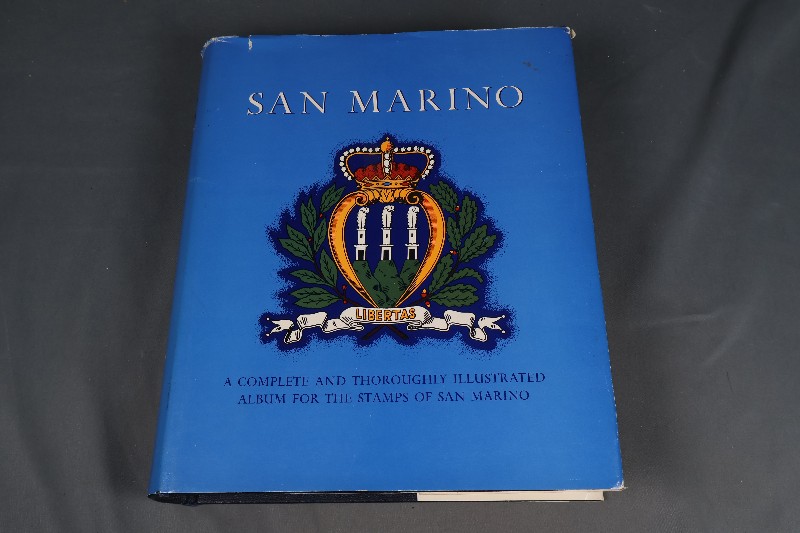 SAN MARINO
LIBERTAS
A COMPLETE AND THOROUGHLY ILLUSTRATED
ALBUM FOR THE STAMPS OF SAN MARINO